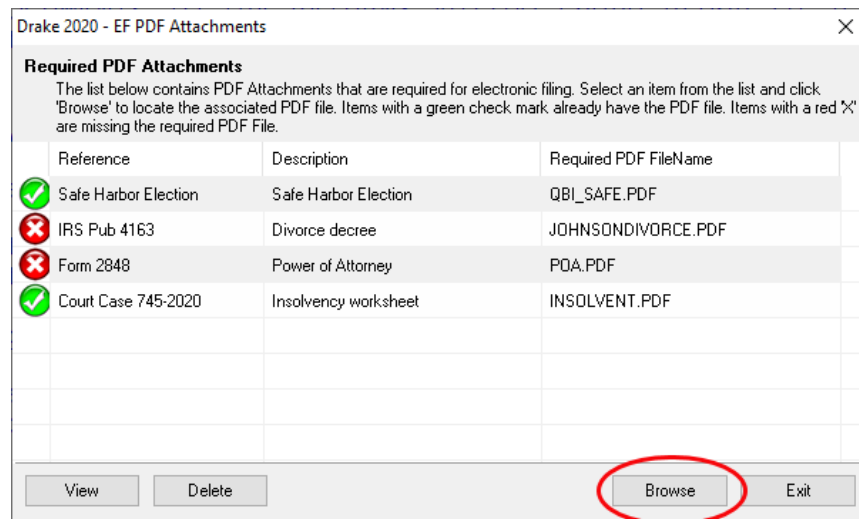 Drake 2020 - EF PDF Attachments
Required PDF Attachments
The list below contains PDF Attachments that are required for electronic filing. Select an item from the list and click
'Browse' to locate the associated PDF file. Items with a green check mark already have the PDF file. Items with a red 'X'
are missing the required PDF File.
Reference Description Required PDF FileName
Safe Harbor Election Safe Harbor Election QBI_SAFE.PDF
IRS Pub 4163 Divorce decree JOHNSONDIVORCE.PDF
Form 2848 Power of Attorney POA.PDF
Court Case 745-2020 Insolvency worksheet INSOLVENT.PDF
View Delete Browse Exit